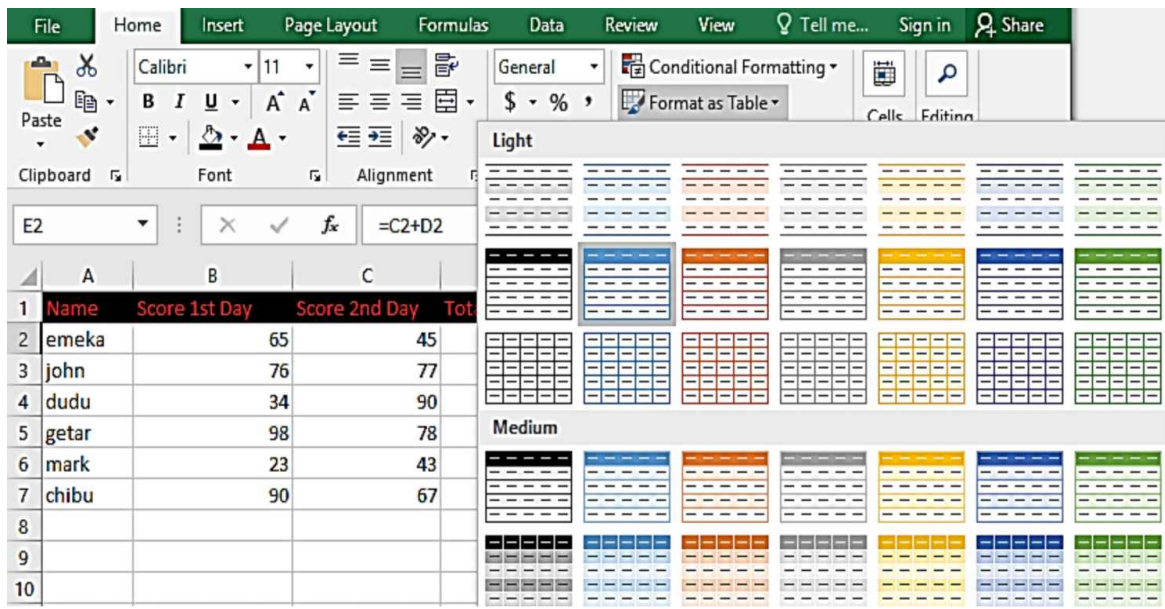 File Home Insert Page Layout Formulas Data Review View Tell me... Sign in Share
Calibri 11 General Conditional Formatting
B I U A A $ % , Format as Table
Paste A Cells Editing
Clipboard Font Alignment
Light
E2 fx =C2+D2
A B C
1 Name Score 1st Day Score 2nd Day Tot
2 emeka 65 45
3 john 76 77
4 dudu 34 90
5 getar 98 78
6 mark 23 43
7 chibu 90 67
8
9
10
Medium